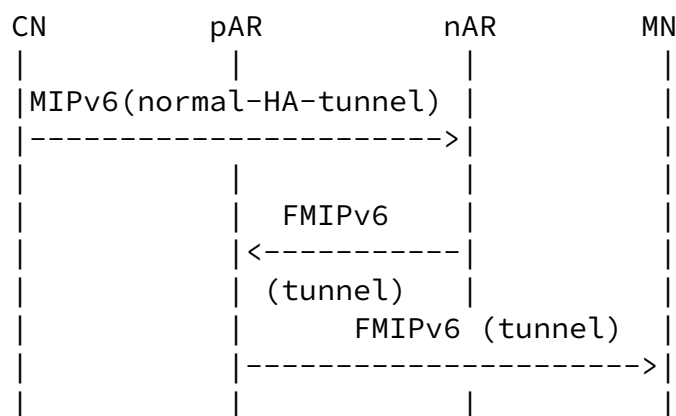 CN pAR nAR MN
MIPv6(normal-HA-tunnel)
FMIPv6
(tunnel)
FMIPv6 (tunnel)